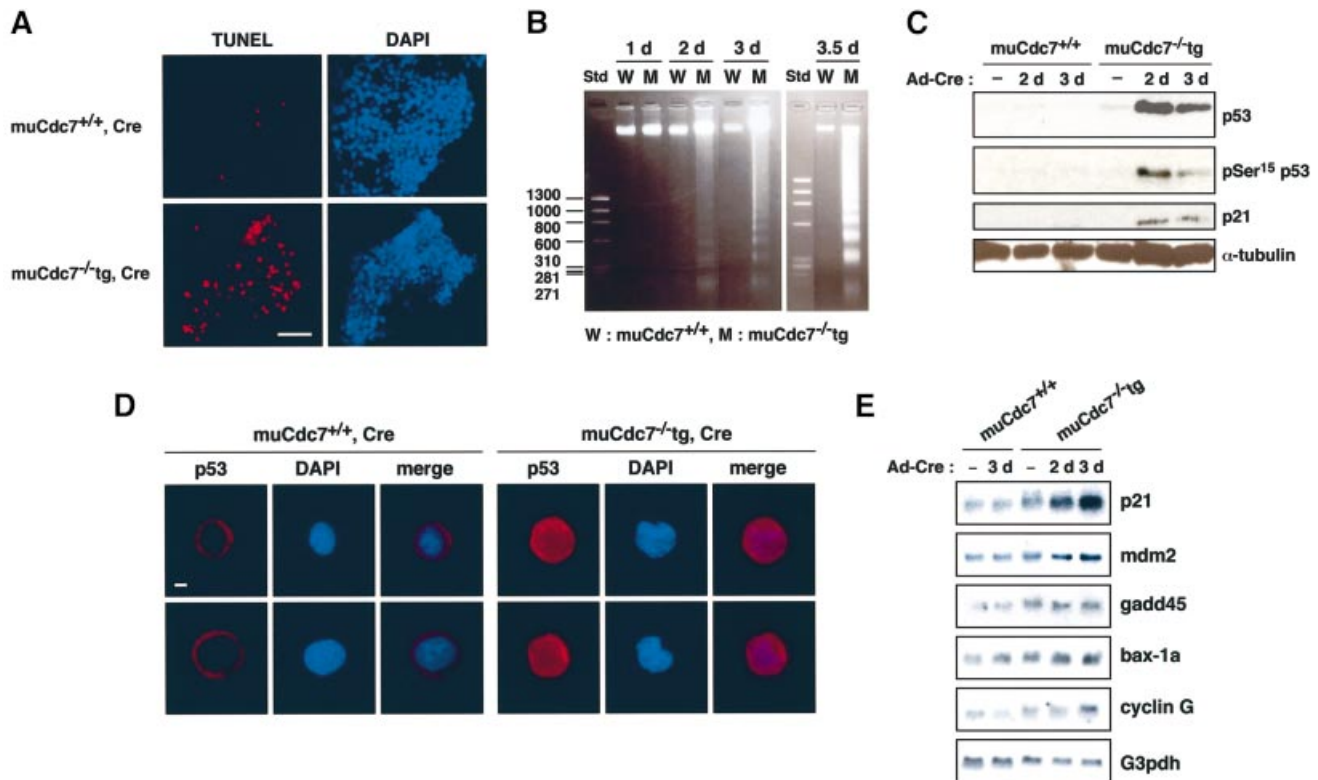 A
TUNEL DAPI
muCdc7+/+, Cre
muCdc7-/-tg, Cre
B
1 d 2 d 3 d 3.5 d
Std W M W M W M Std W M
1300
1000
800
600
310
281
271
W : muCdc7+/+, M : muCdc7-/-tg
C
muCdc7+/+ muCdc7-/-tg
Ad-Cre : – 2 d 3 d – 2 d 3 d
p53
pSer15 p53
p21
α-tubulin
D
muCdc7+/+, Cre muCdc7-/-tg, Cre
p53 DAPI merge p53 DAPI merge
E
muCdc7+/+ muCdc7-/-tg
Ad-Cre : – 3 d – 2 d 3 d
p21
mdm2
gadd45
bax-1a
cyclin G
G3pdh